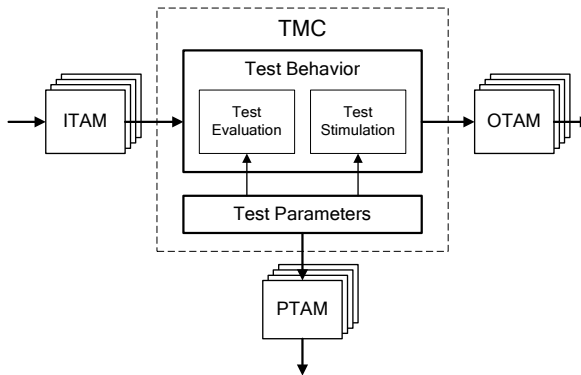 TMC
Test Behavior
Test
Evaluation
Test
Stimulation
ITAM
OTAM
Test Parameters
PTAM